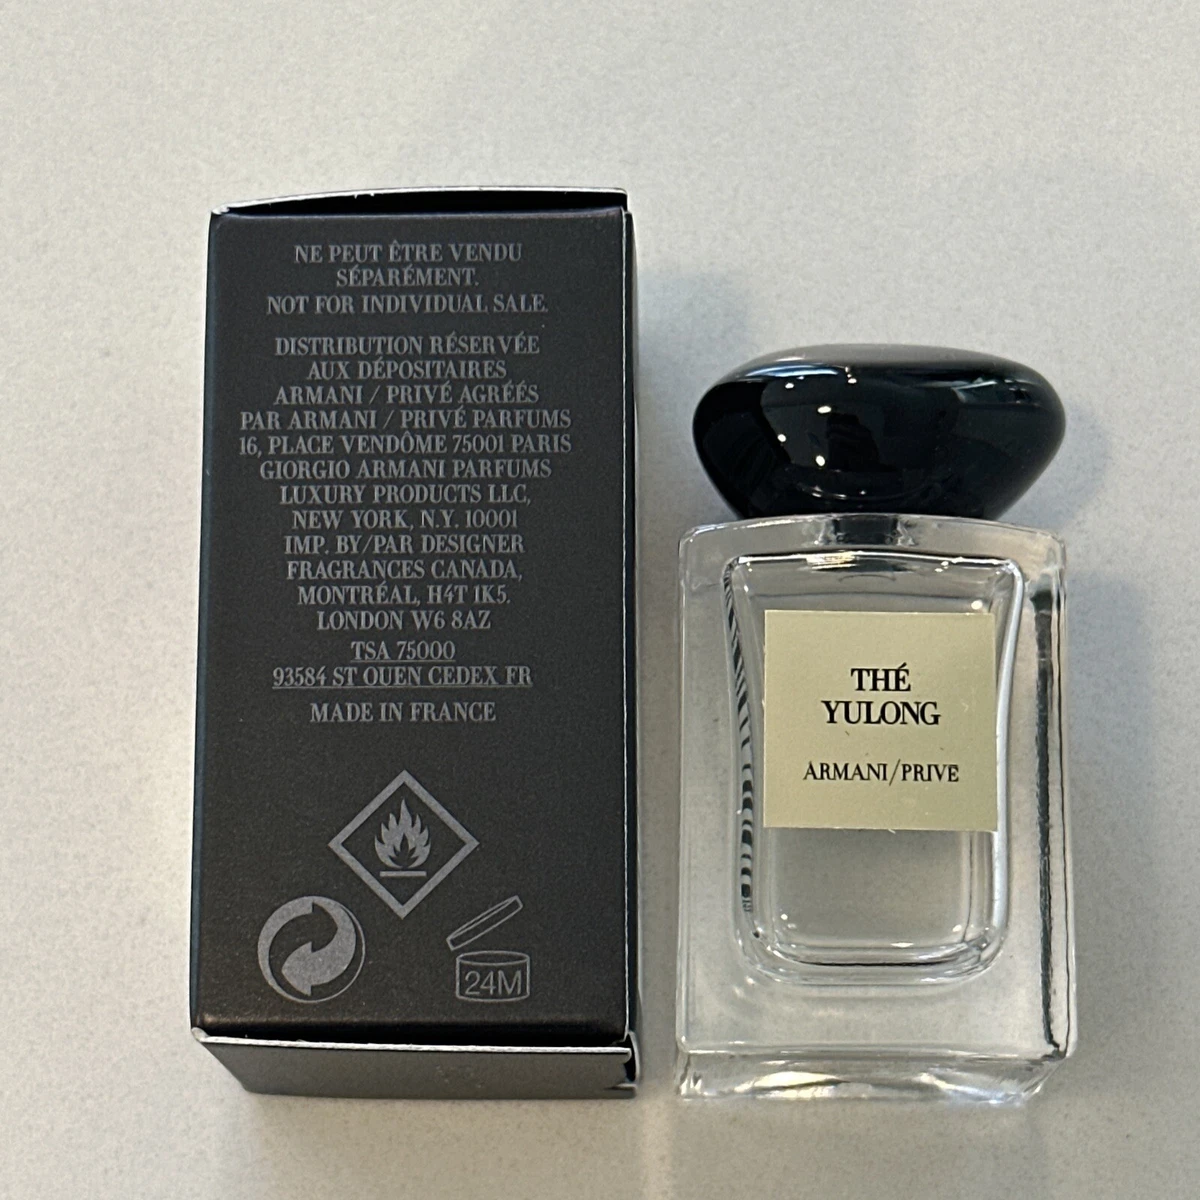 NE PEUT ÊTRE VENDU
SÉPARÉMENT.
NOT FOR INDIVIDUAL SALE.
DISTRIBUTION RÉSERVÉE
AUX DÉPOSITAIRES
ARMANI / PRIVÉ AGRÉÉS
PAR ARMANI / PRIVÉ PARFUMS
16, PLACE VENDÔME 75001 PARIS
GIORGIO ARMANI PARFUMS
LUXURY PRODUCTS LLC,
NEW YORK, N.Y. 10001
IMP. BY/PAR DESIGNER
FRAGRANCES CANADA,
MONTRÉAL, H4T 1K5.
LONDON W6 8AZ
TSA 75000
93584 ST OUEN CEDEX FR
MADE IN FRANCE
24M
THÉ
YULONG
ARMANI/PRIVÉ